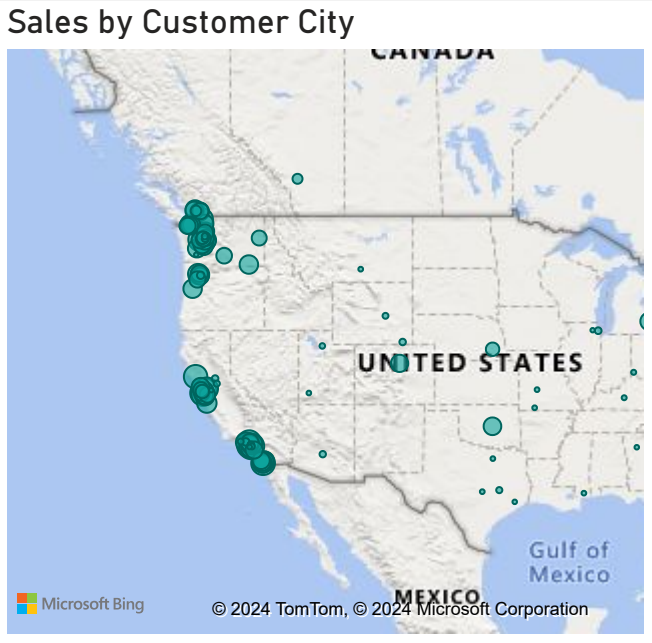 Sales by Customer City
CANADA
UNITED STATES
Gulf of
Mexico
MEXICO
Microsoft Bing
© 2024 TomTom, © 2024 Microsoft Corporation